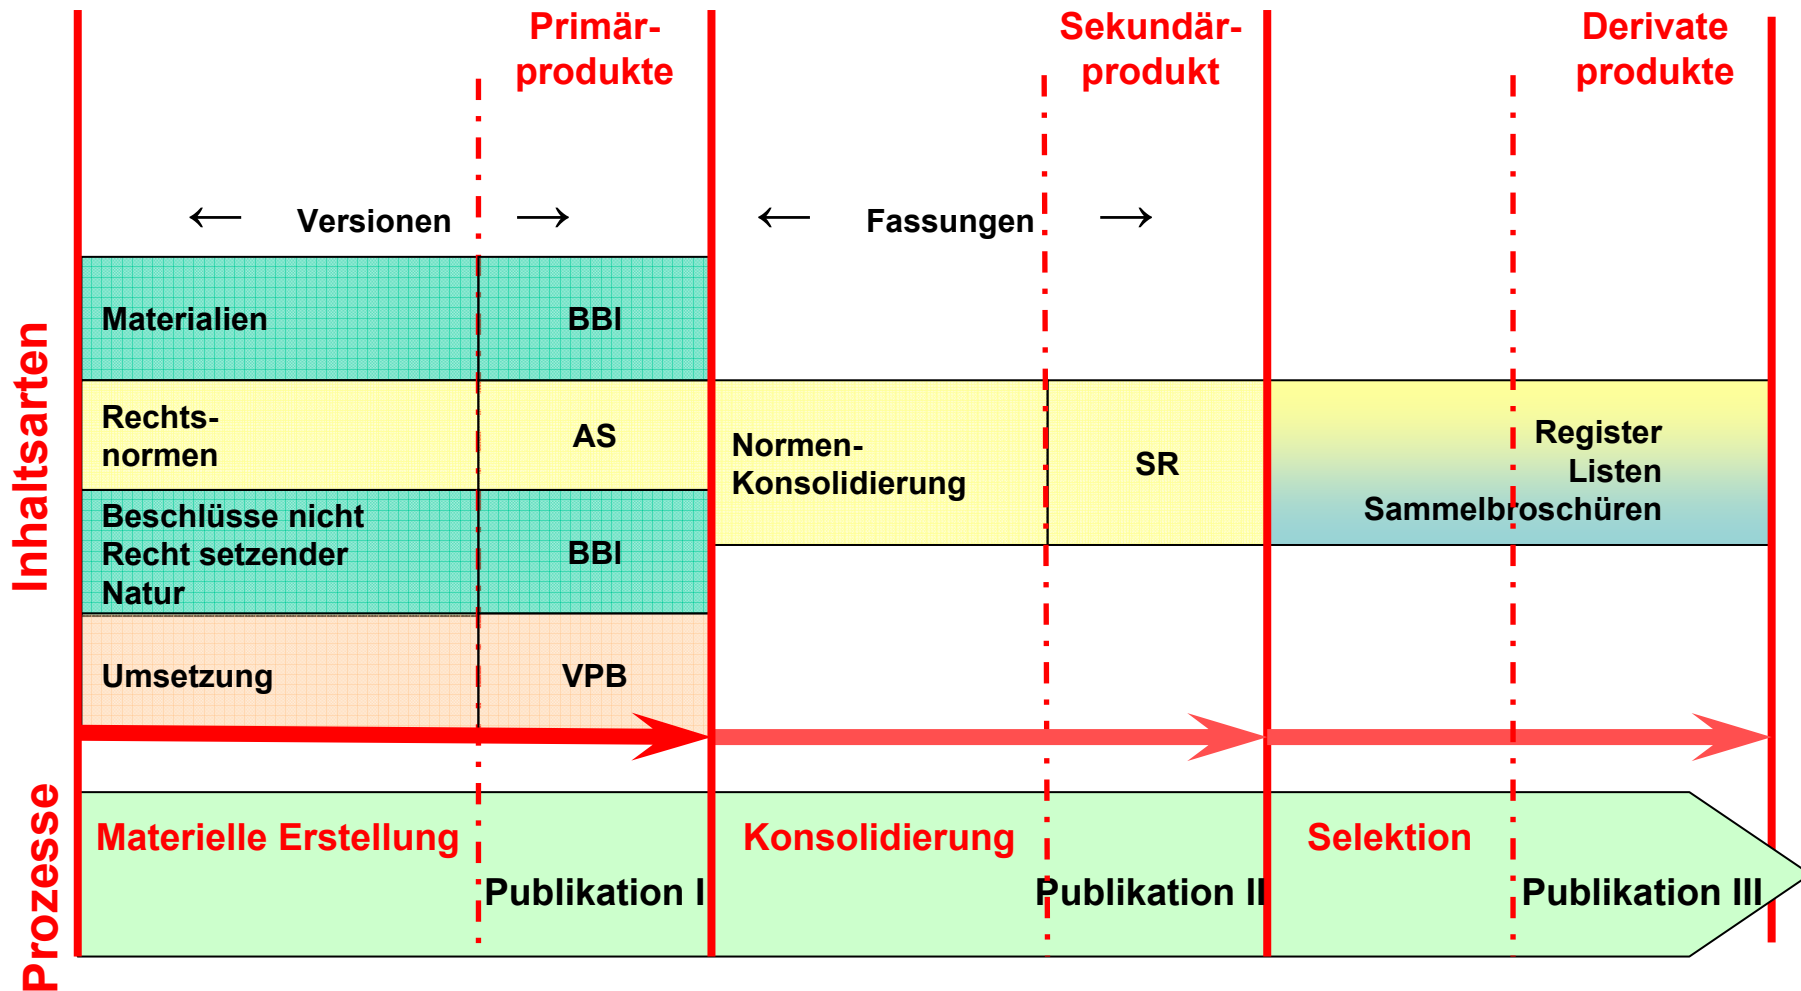 Primär-
produkte
Sekundär-
produkt
Derivate
produkte
← Versionen →
← Fassungen →
Inhaltsarten
Materialien
BBl
Rechts-
normen
AS
Normen-
Konsolidierung
SR
Register
Listen
Sammelbroschüren
Beschlüsse nicht
Recht setzender
Natur
BBl
Umsetzung
VPB
Prozesse
Materielle Erstellung
Publikation I
Konsolidierung
Publikation II
Selektion
Publikation III